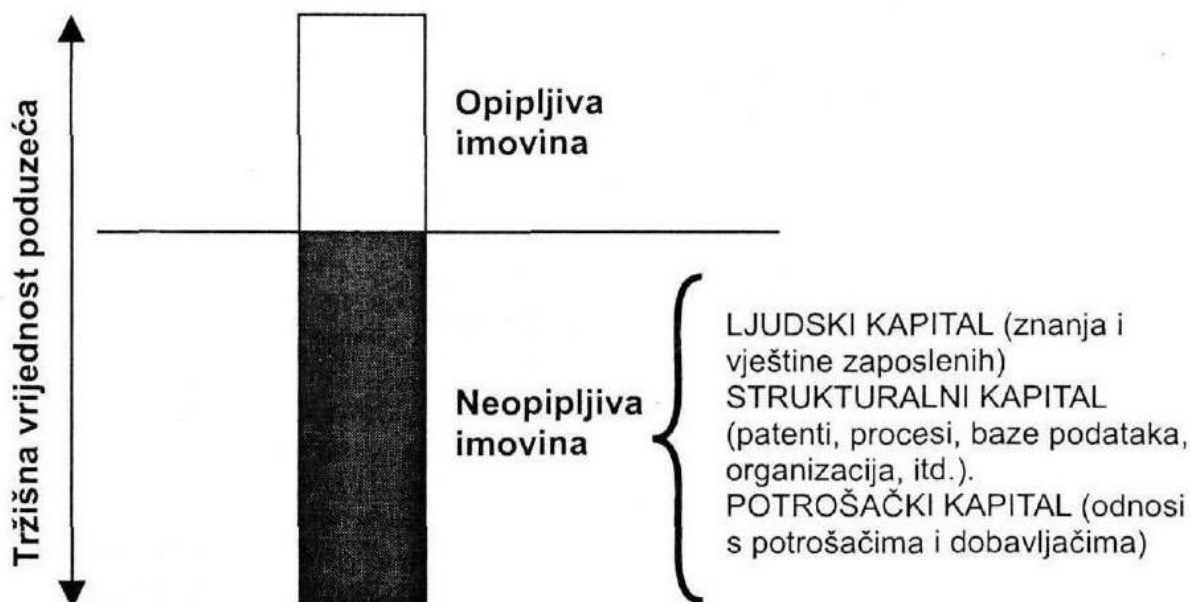 Tržišna vrijednost poduzeća
Opipljiva
imovina
Neopipljiva
imovina
LJUDSKI KAPITAL (znanja i
vještine zaposlenih)
STRUKTURALNI KAPITAL
(patenti, procesi, baze podataka,
organizacija, itd.).
POTROŠAČKI KAPITAL (odnosi
s potrošačima i dobavljačima)